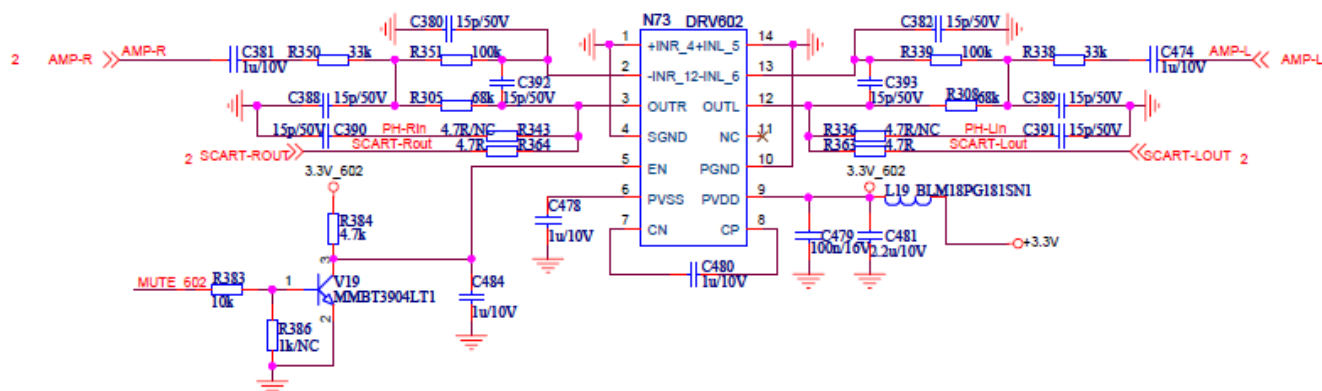 C380 15p/50V N73 DRV602 C382 15p/50V
AMP-R C381 R350 33k R351 100k 1 +INR_4 +INL_5 14 R339 100k R338 33k C474 AMP-L
2 AMP-R 1u/10V C392 2 -INR_12 -INL_6 13 C393 1u/10V AMP-L
C388 15p/50V R305 68k 15p/50V 3 OUTR OUTL 12 15p/50V R308 68k C389 15p/50V
15p/50V C390 PH-RIn 4.7R/NC R343 4 SGND NC 11 R336 4.7R/NC PH-LIn C391 15p/50V
2 SCART-ROUT SCART-Rout 4.7R R364 R363 4.7R SCART-Lout SCART-LOUT 2
3.3V_602 5 EN PGND 10 3.3V_602
6 PVSS PVDD 9 L19 BLM18PG181SN1
R384 C478 7 CN CP 8 C479 C481 +3.3V
4.7k 1u/10V 100n/16V 2.2u/10V
3 C480
MUTE_602 R383 1 V19 C484 1u/10V
10k MMBT3904LT1 1u/10V
2
R386
1k/NC